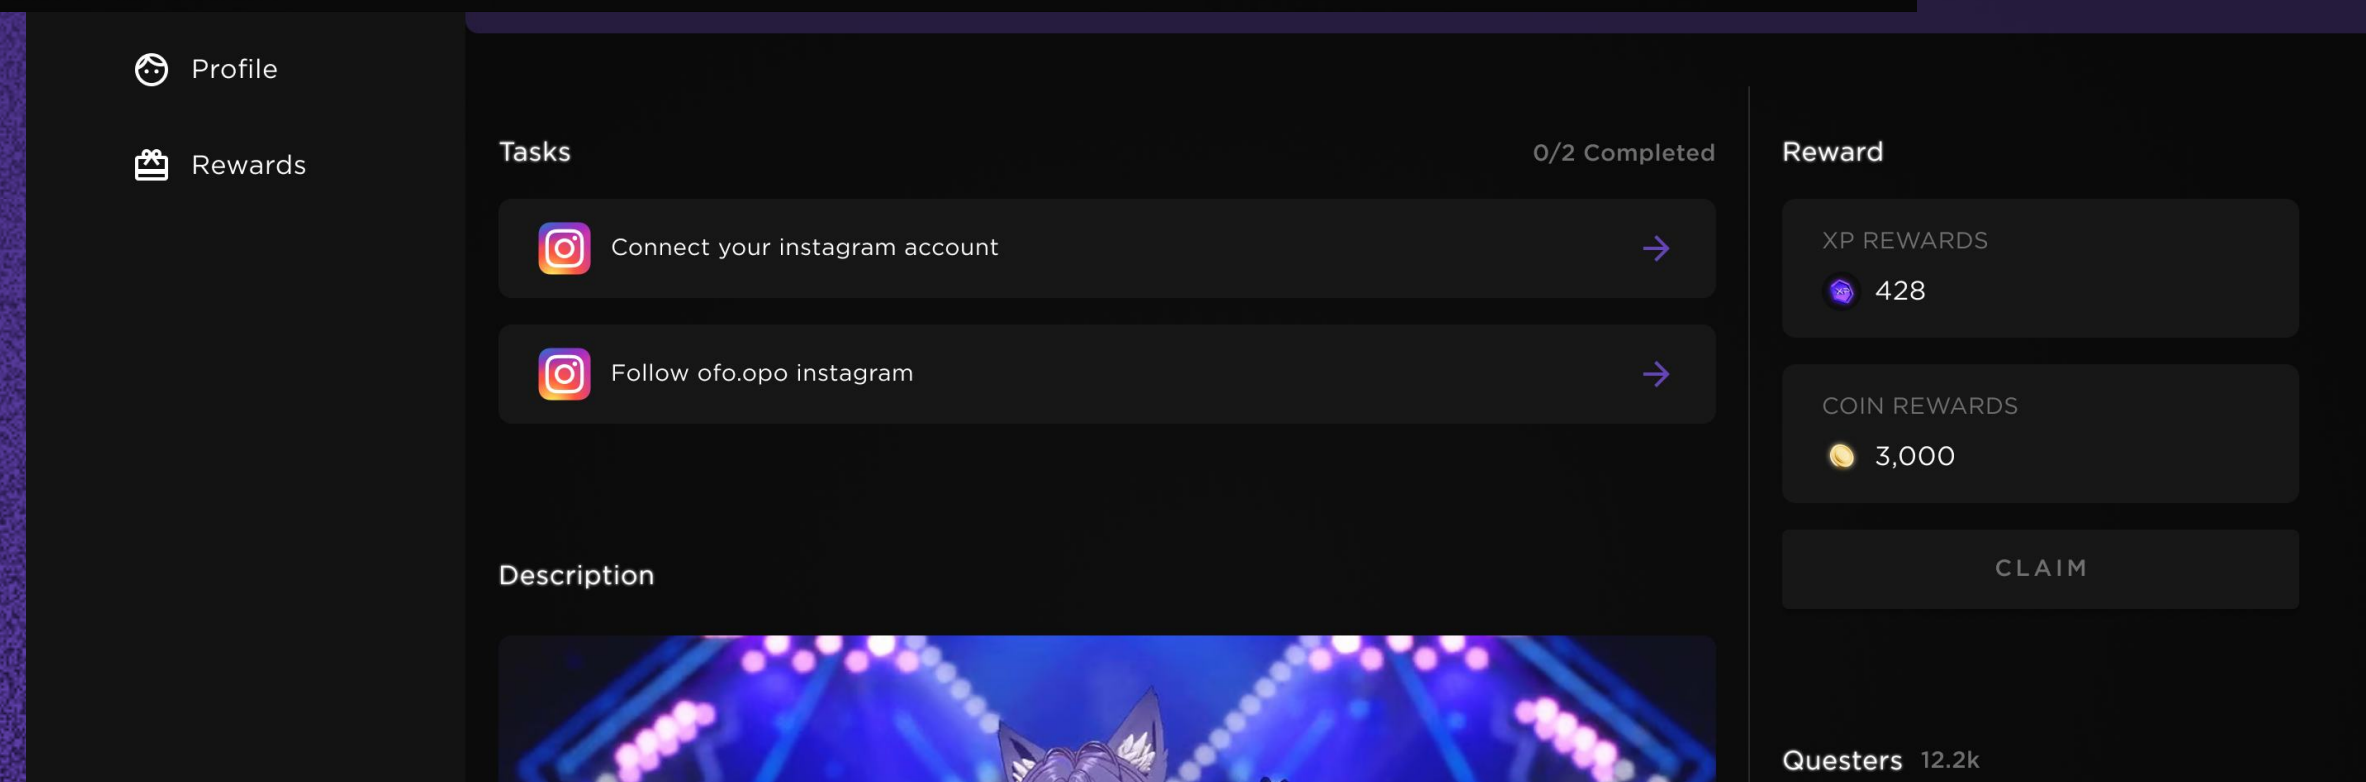 Profile
Rewards
Tasks
0/2 Completed
Connect your instagram account
Follow ofo.opo instagram
Description
Reward
XP REWARDS
428
COIN REWARDS
3,000
CLAIM
Questers 12.2k